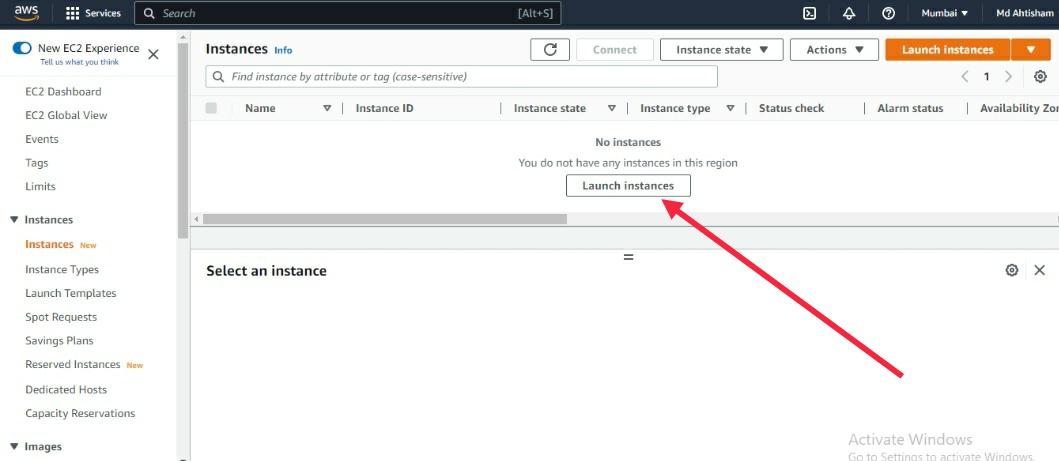 aws
Services
Search [Alt+S]
Mumbai
Md Ahtisham
New EC2 Experience
Tell us what you think
EC2 Dashboard
EC2 Global View
Events
Tags
Limits
Instances
Instances New
Instance Types
Launch Templates
Spot Requests
Savings Plans
Reserved Instances New
Dedicated Hosts
Capacity Reservations
Images
Instances Info
Connect
Instance state
Actions
Launch instances
Find instance by attribute or tag (case-sensitive)
1
Name Instance ID Instance state Instance type Status check Alarm status Availability Zon
No instances
You do not have any instances in this region
Launch instances
Select an instance
Activate Windows
Go to Settings to activate Windows.